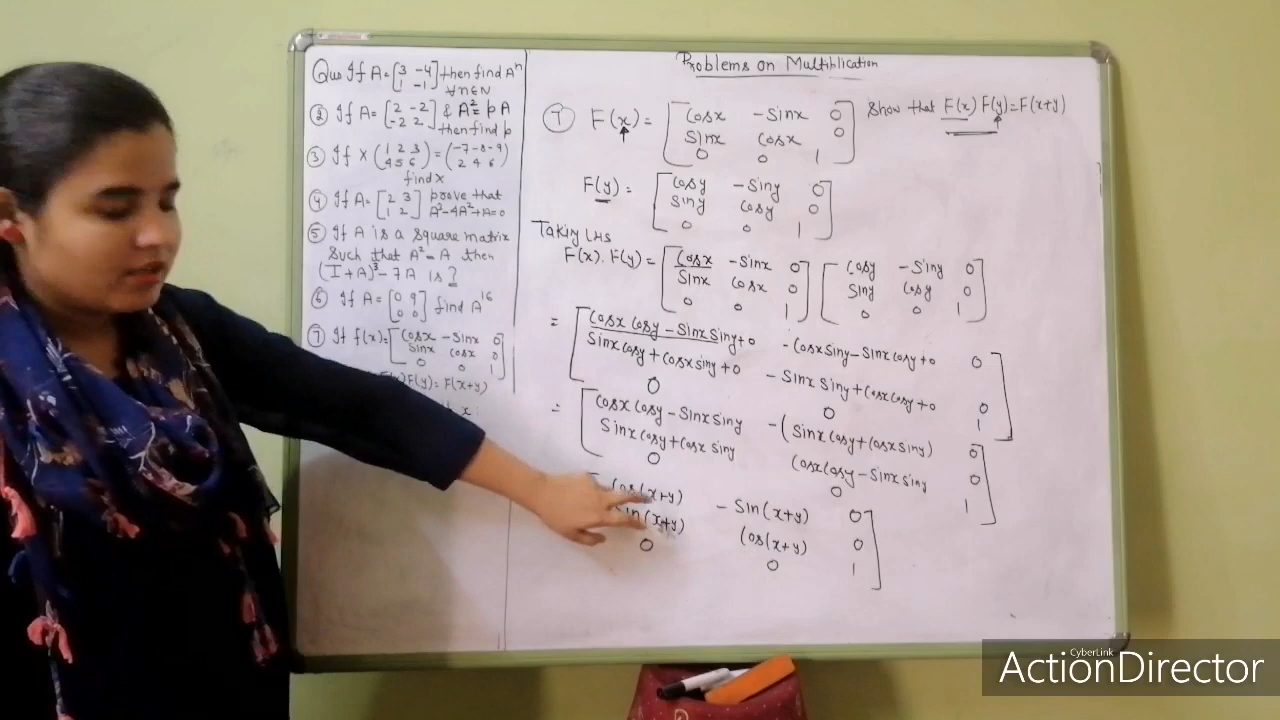 Que If A = [3 -4
1 -1] then find Aⁿ
∀ n∈N
② If A = [2 -2
-2 2] & A² = pA
then find p
③ If X (1 2 3
4 5 6) = (-7 -8 -9
2 4 6)
find X
④ If A = [2 3
1 2] prove that
A³-4A²+A=0
⑤ If A is a square matrix
such that A² = A then
(I+A)³ - 7A is ?
⑥ If A = [0 9
0 0] find A¹⁶
⑦ If f(x) = [cosx -sinx 0
sinx cosx 0
0 0 1]
F(y) = F(x+y)
x
Problems on Multiplication
⑦ F(x) = [cosx -sinx 0
sinx cosx 0
0 0 1] Show that F(x) F(y) = F(x+y)
F(y) = [cosy -siny 0
siny cosy 0
0 0 1]
Taking LHS
F(x). F(y) = [cosx -sinx 0
sinx cosx 0
0 0 1] [cosy -siny 0
siny cosy 0
0 0 1]
= [cosx cosy - sinx siny+0 -cosx siny - sinx cosy+0 0
sinx cosy + cosx siny +0 -sinx siny + cosx cosy +0 0
0 0 1]
= [cosx cosy - sinx siny -(sinx cosy + cosx siny) 0
sinx cosy + cosx siny cosx cosy - sinx siny 0
0 0 1]
cos(x+y) - sin(x+y) 0
sin(x+y) cos(x+y) 0
0 0 1]
CyberLink
ActionDirector